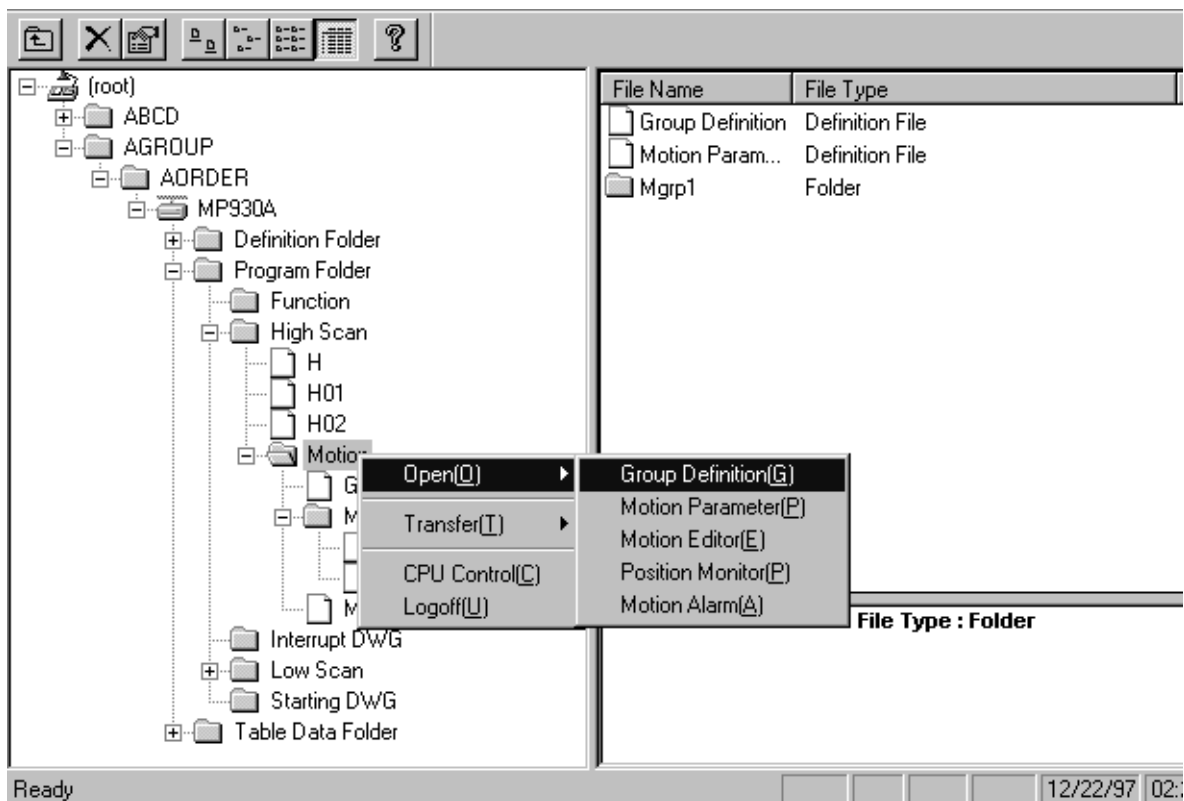 (root)
ABCD
AGROUP
AORDER
MP930A
Definition Folder
Program Folder
Function
High Scan
H
H01
H02
Motion
G
M
M
Interrupt DWG
Low Scan
Starting DWG
Table Data Folder
Open(O)
Transfer(T)
CPU Control(C)
Logoff(U)
Group Definition(G)
Motion Parameter(P)
Motion Editor(E)
Position Monitor(P)
Motion Alarm(A)
File Name File Type
Group Definition Definition File
Motion Param... Definition File
Mgrp1 Folder
File Type : Folder
Ready 12/22/97 02: